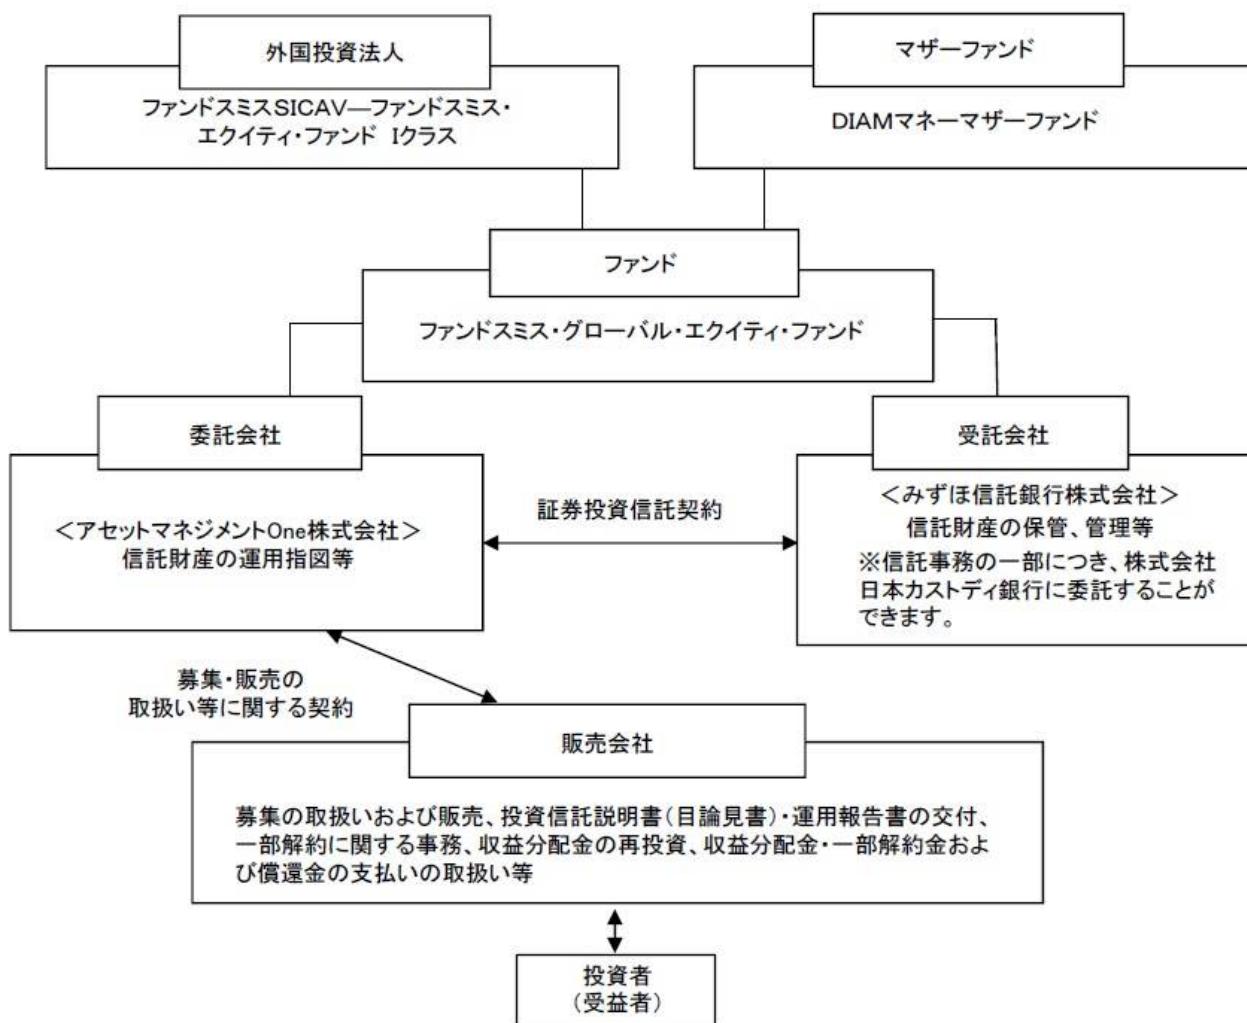 外国投資法人
ファンドスミスSICAV―ファンドスミス・
エクイティ・ファンド Iクラス
マザーファンド
DIAMマネーマザーファンド
ファンド
ファンドスミス・グローバル・エクイティ・ファンド
委託会社
＜アセットマネジメントOne株式会社＞
信託財産の運用指図等
証券投資信託契約
受託会社
＜みずほ信託銀行株式会社＞
信託財産の保管、管理等
※信託事務の一部につき、株式会社
日本カストディ銀行に委託することが
できます。
募集・販売の
取扱い等に関する契約
販売会社
募集の取扱いおよび販売、投資信託説明書（目論見書）・運用報告書の交付、
一部解約に関する事務、収益分配金の再投資、収益分配金・一部解約金およ
び償還金の支払いの取扱い等
投資者
（受益者）